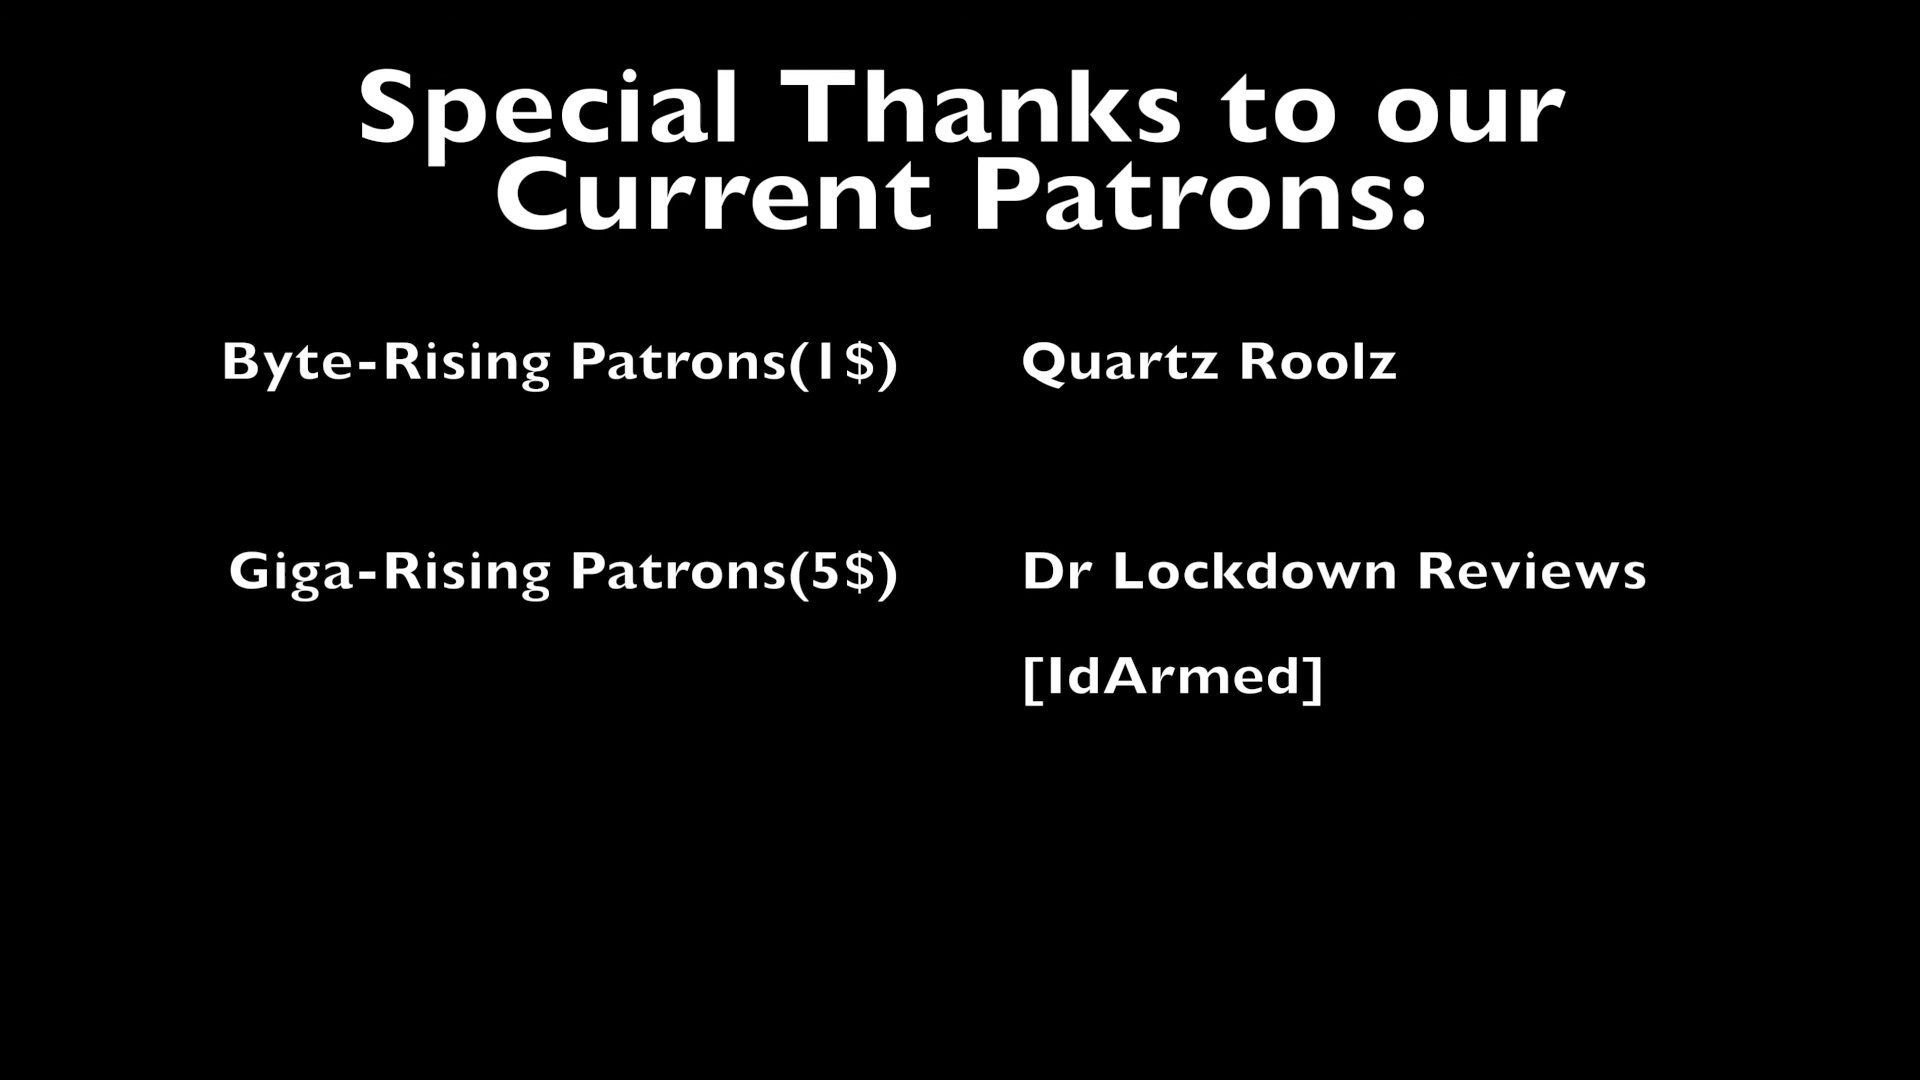 Special Thanks to our
Current Patrons:
Byte-Rising Patrons(1$) Quartz Roolz
Giga-Rising Patrons(5$) Dr Lockdown Reviews
[IdArmed]